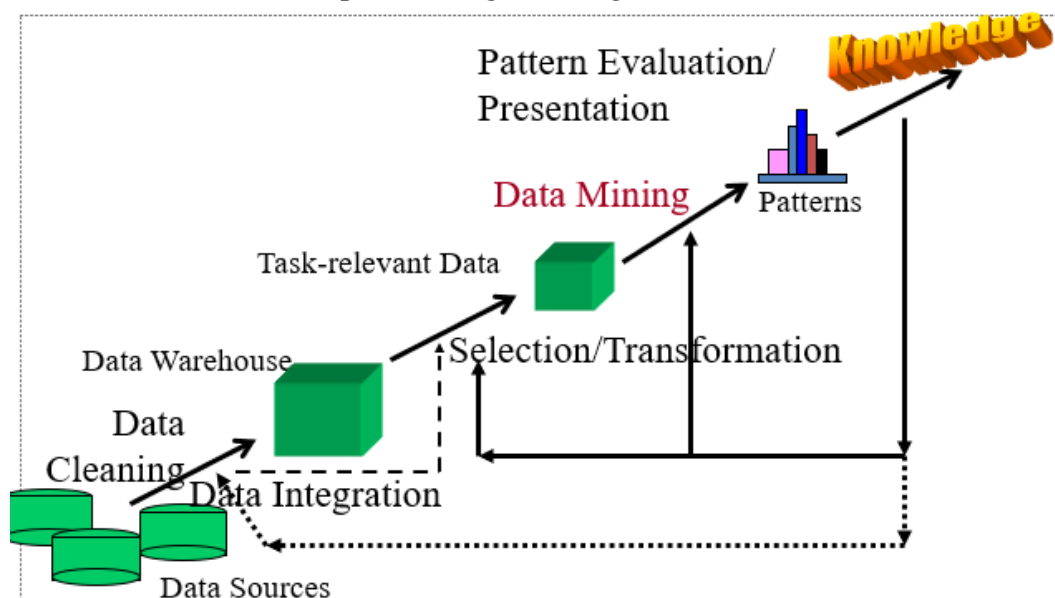 Knowledge
Pattern Evaluation/
Presentation
Data Mining
Patterns
Task-relevant Data
Selection/Transformation
Data Warehouse
Data
Cleaning
Data Integration
Data Sources